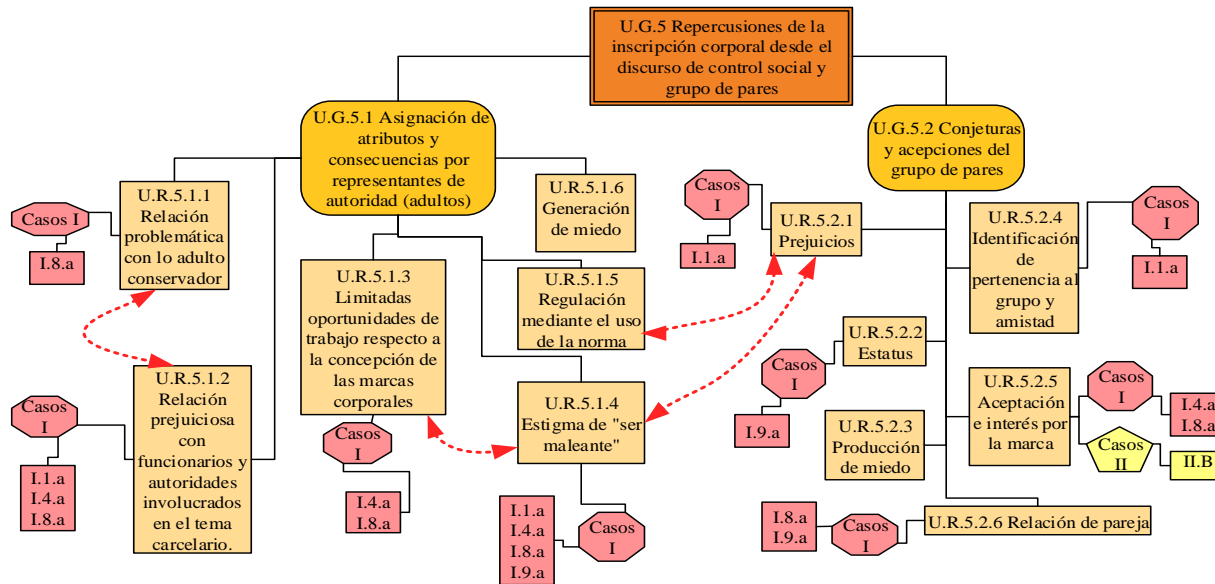 U.G.5 Repercusiones de la
inscripción corporal desde el
discurso de control social y
grupo de pares
U.G.5.1 Asignación de
atributos y
consecuencias por
representantes de
autoridad (adultos)
U.G.5.2 Conjeturas
y acepciones del
grupo de pares
U.R.5.1.1
Relación
problemática
con lo adulto
conservador
Casos I
I.8.a
U.R.5.1.2
Relación
prejuiciosa con
funcionarios y
autoridades
involucrados
en el tema
carcelario.
Casos
I
I.1.a
I.4.a
I.8.a
U.R.5.1.3
Limitadas
oportunidades de
trabajo respecto a
la concepción de
las marcas
corporales
Casos
I
I.4.a
I.8.a
U.R.5.1.6
Generación
de miedo
U.R.5.1.5
Regulación
mediante el uso
de la norma
U.R.5.1.4
Estigma de "ser
maleante"
I.1.a
I.4.a
I.8.a
I.9.a
Casos
I
Casos
I
I.1.a
U.R.5.2.1
Prejuicios
U.R.5.2.2
Estatus
Casos
I
I.9.a
U.R.5.2.3
Producción
de miedo
U.R.5.2.4
Identificación
de
pertenencia al
grupo y
amistad
Casos
I
I.1.a
U.R.5.2.5
Aceptación
e interés por
la marca
Casos
I
I.4.a
I.8.a
Casos
II
II.B
U.R.5.2.6 Relación de pareja
Casos
I
I.8.a
I.9.a